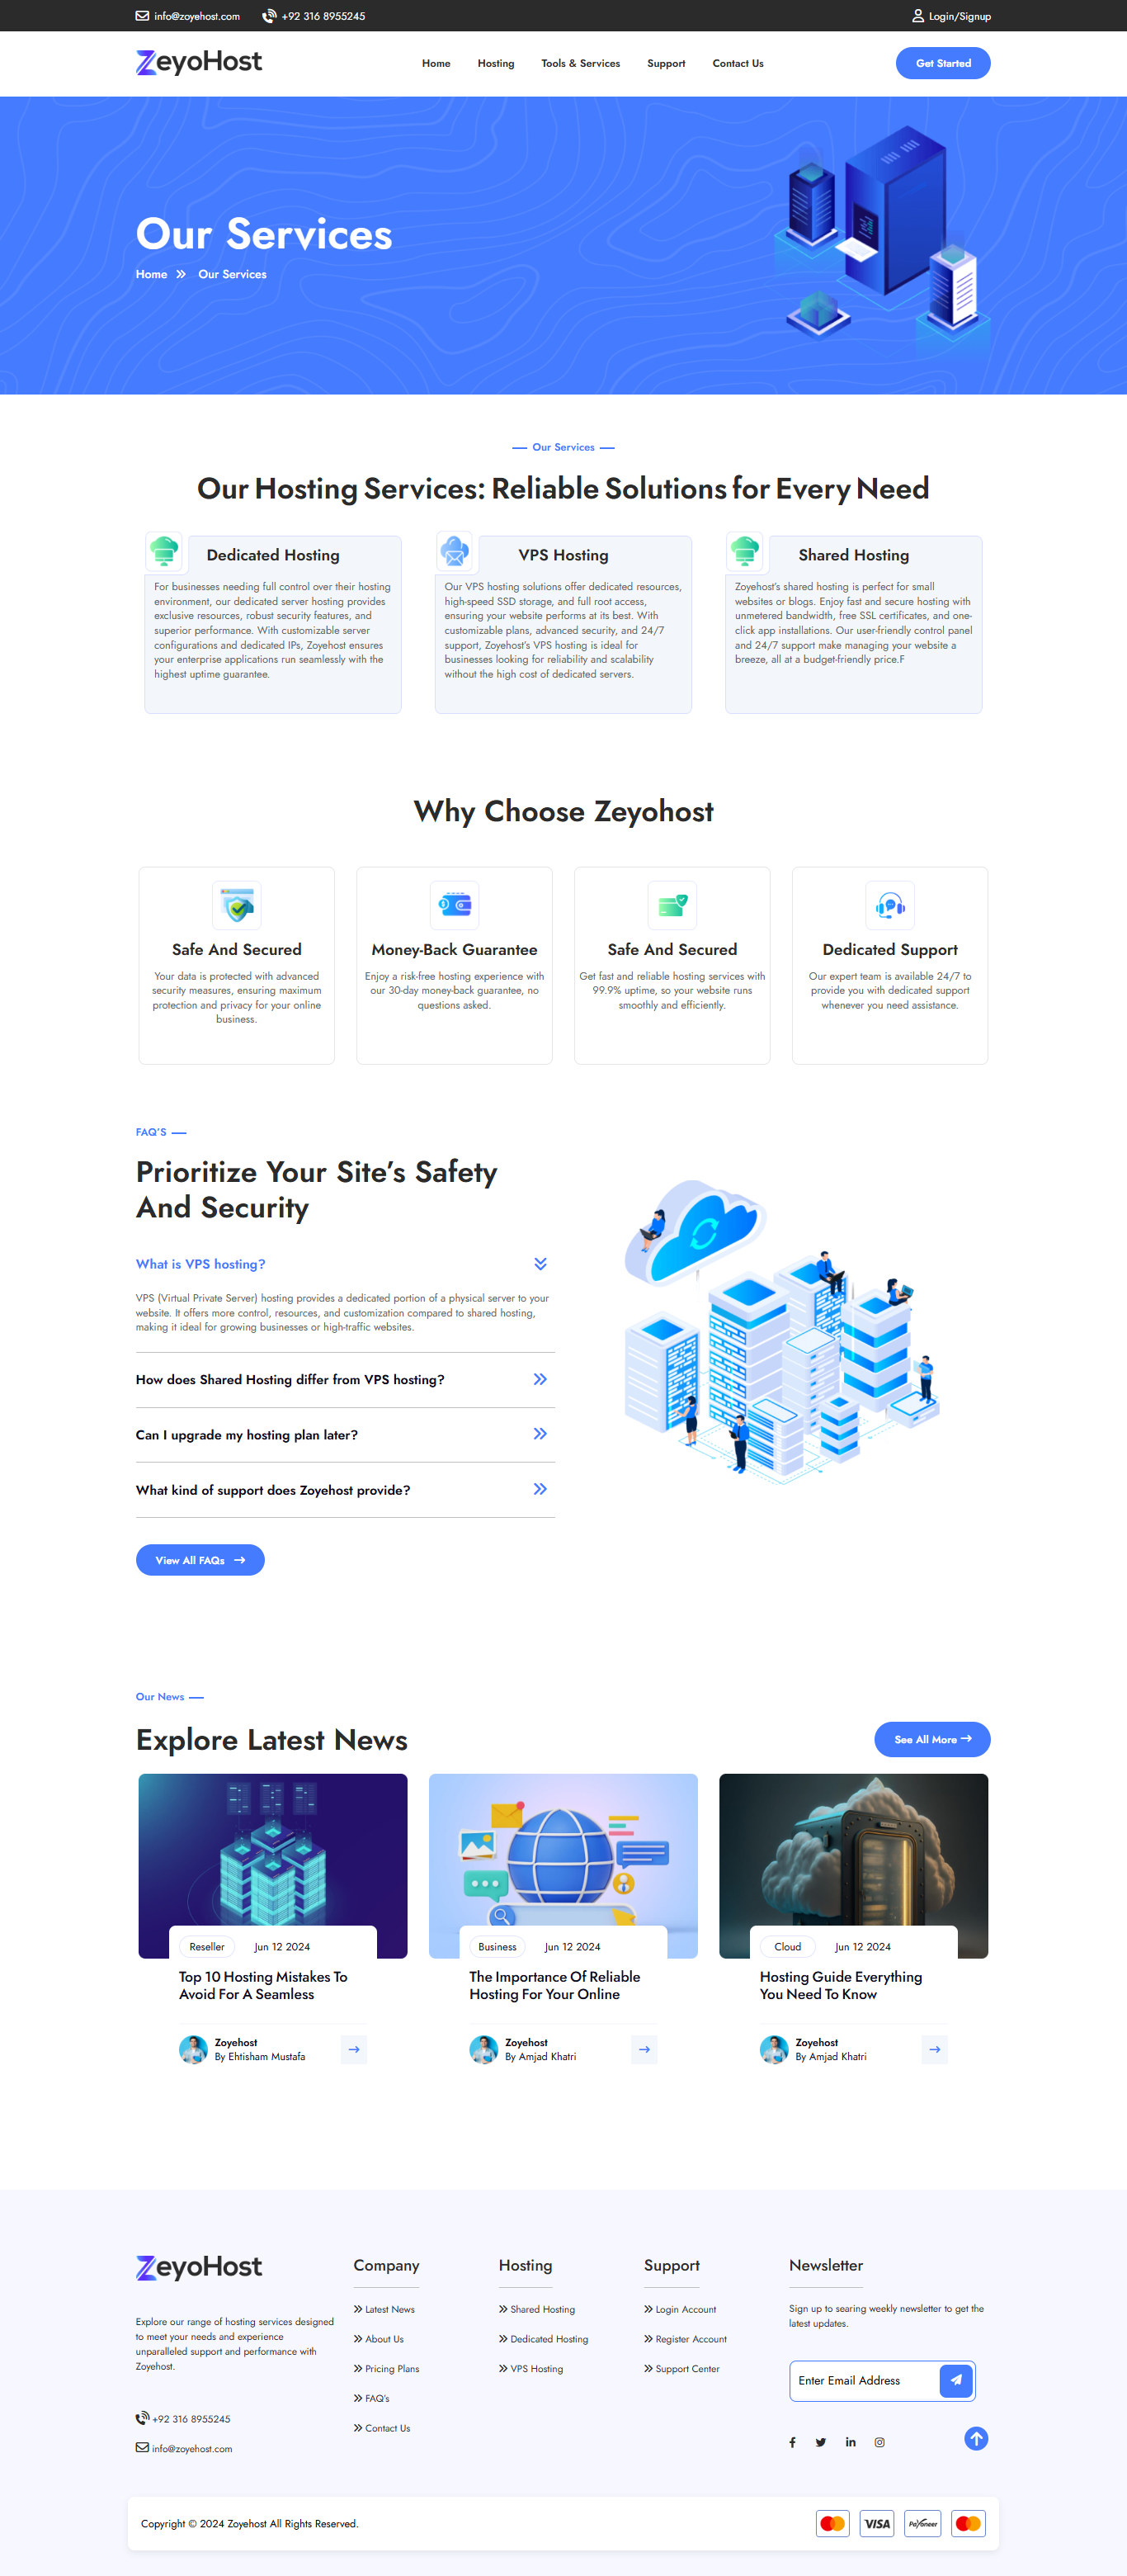 info@zoyehost.com
+92 316 8955245
Login/Signup
ZeyoHost
Home
Hosting
Tools & Services
Support
Contact Us
Get Started
Our Services
Home
Our Services
Our Services
Our Hosting Services: Reliable Solutions for Every Need
Dedicated Hosting
For businesses needing full control over their hosting
environment, our dedicated server hosting provides
exclusive resources, robust security features, and
superior performance. With customizable server
configurations and dedicated IPs, Zoyehost ensures
your enterprise applications run seamlessly with the
highest uptime guarantee.
VPS Hosting
Our VPS hosting solutions offer dedicated resources,
high-speed SSD storage, and full root access,
ensuring your website performs at its best. With
customizable plans, advanced security, and 24/7
support, Zoyehost's VPS hosting is ideal for
businesses looking for reliability and scalability
without the high cost of dedicated servers.
Shared Hosting
Zoyehost's shared hosting is perfect for small
websites or blogs. Enjoy fast and secure hosting with
unmetered bandwidth, free SSL certificates, and one-
click app installations. Our user-friendly control panel
and 24/7 support make managing your website a
breeze, all at a budget-friendly price.F
Why Choose Zeyohost
Safe And Secured
Your data is protected with advanced
security measures, ensuring maximum
protection and privacy for your online
business.
Money-Back Guarantee
Enjoy a risk-free hosting experience with
our 30-day money-back guarantee, no
questions asked.
Safe And Secured
Get fast and reliable hosting services with
99.9% uptime, so your website runs
smoothly and efficiently.
Dedicated Support
Our expert team is available 24/7 to
provide you with dedicated support
whenever you need assistance.
FAQ'S
Prioritize Your Site's Safety
And Security
What is VPS hosting?
VPS (Virtual Private Server) hosting provides a dedicated portion of a physical server to your
website. It offers more control, resources, and customization compared to shared hosting,
making it ideal for growing businesses or high-traffic websites.
How does Shared Hosting differ from VPS hosting?
Can I upgrade my hosting plan later?
What kind of support does Zoyehost provide?
View All FAQs
Our News
Explore Latest News
See All More
Reseller
Jun 12 2024
Top 10 Hosting Mistakes To
Avoid For A Seamless
Zoyehost
By Ehtisham Mustafa
Business
Jun 12 2024
The Importance Of Reliable
Hosting For Your Online
Zoyehost
By Amjad Khatri
Cloud
Jun 12 2024
Hosting Guide Everything
You Need To Know
Zoyehost
By Amjad Khatri
ZeyoHost
Explore our range of hosting services designed
to meet your needs and experience
unparalleled support and performance with
Zoyehost.
+92 316 8955245
info@zoyehost.com
Company
Latest News
About Us
Pricing Plans
FAQ's
Contact Us
Hosting
Shared Hosting
Dedicated Hosting
VPS Hosting
Support
Login Account
Register Account
Support Center
Newsletter
Sign up to searing weekly newsletter to get the
latest updates.
Enter Email Address
Copyright © 2024 Zoyehost All Rights Reserved.
VISA
Payoneer